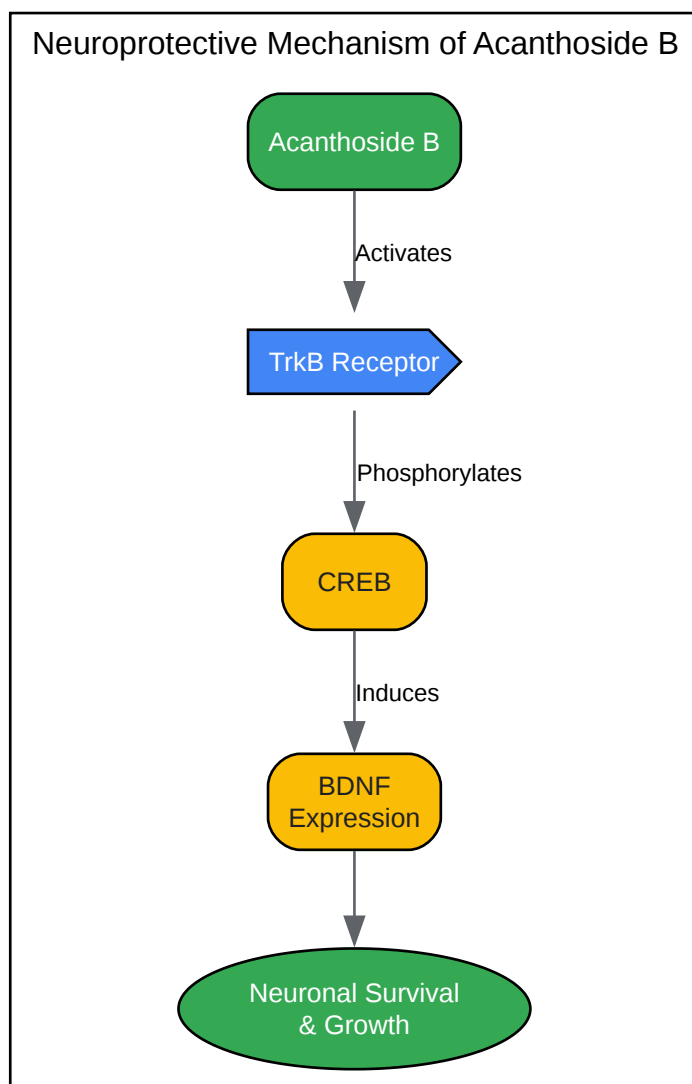 Neuroprotective Mechanism of Acanthoside B
Acanthoside B
Activates
TrkB Receptor
Phosphorylates
CREB
Induces
BDNF
Expression
Neuronal Survival
& Growth